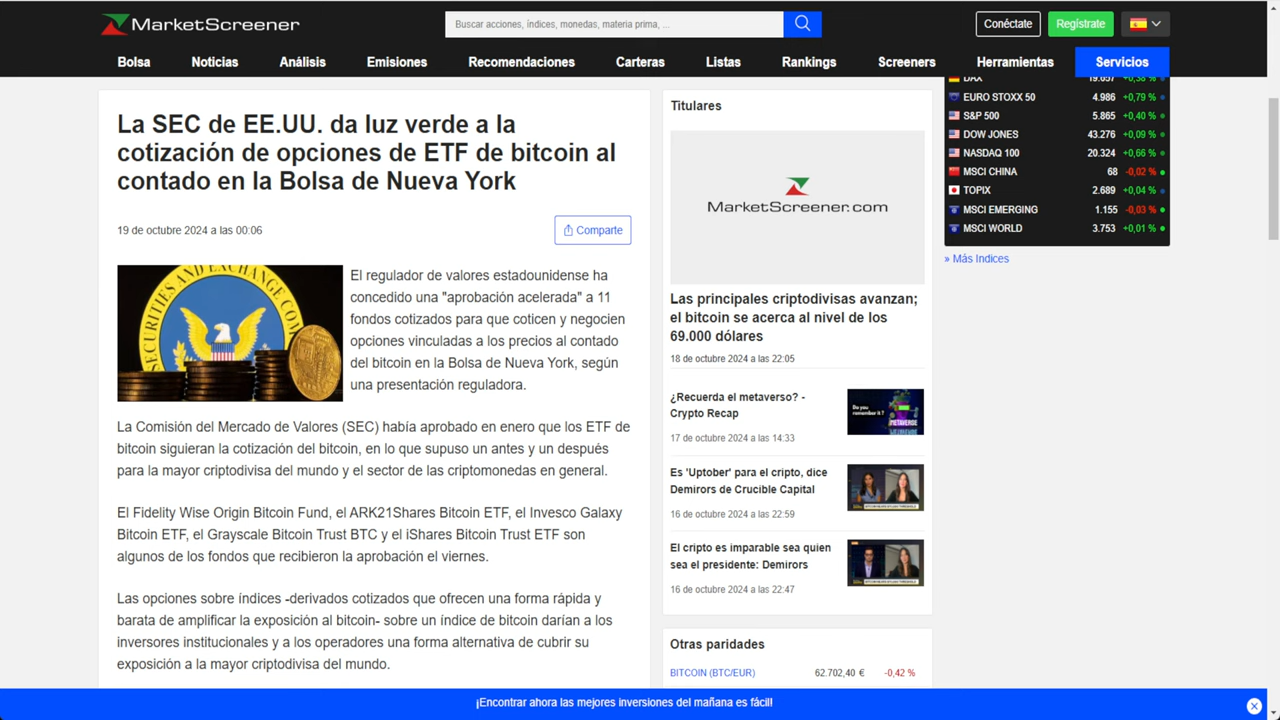 MarketScreener
Buscar acciones, índices, monedas, materia prima, ...
Conéctate
Regístrate
Bolsa
Noticias
Análisis
Emisiones
Recomendaciones
Carteras
Listas
Rankings
Screeners
Herramientas
Servicios
La SEC de EE.UU. da luz verde a la
cotización de opciones de ETF de bitcoin al
contado en la Bolsa de Nueva York
19 de octubre 2024 a las 00:06
Comparte
SECURITIES AND EXCHANGE COM
El regulador de valores estadounidense ha
concedido una "aprobación acelerada" a 11
fondos cotizados para que coticen y negocien
opciones vinculadas a los precios al contado
del bitcoin en la Bolsa de Nueva York, según
una presentación reguladora.
La Comisión del Mercado de Valores (SEC) había aprobado en enero que los ETF de
bitcoin siguieran la cotización del bitcoin, en lo que supuso un antes y un después
para la mayor criptodivisa del mundo y el sector de las criptomonedas en general.
El Fidelity Wise Origin Bitcoin Fund, el ARK21Shares Bitcoin ETF, el Invesco Galaxy
Bitcoin ETF, el Grayscale Bitcoin Trust BTC y el iShares Bitcoin Trust ETF son
algunos de los fondos que recibieron la aprobación el viernes.
Las opciones sobre índices -derivados cotizados que ofrecen una forma rápida y
barata de amplificar la exposición al bitcoin- sobre un índice de bitcoin darían a los
inversores institucionales y a los operadores una forma alternativa de cubrir su
exposición a la mayor criptodivisa del mundo.
Titulares
MarketScreener.com
Las principales criptodivisas avanzan;
el bitcoin se acerca al nivel de los
69.000 dólares
18 de octubre 2024 a las 22:05
¿Recuerda el metaverso? -
Crypto Recap
17 de octubre 2024 a las 14:33
Do you
remember it ?
METAVERSE
Es 'Uptober' para el cripto, dice
Demirors de Crucible Capital
16 de octubre 2024 a las 22:59
El cripto es imparable sea quien
sea el presidente: Demirors
16 de octubre 2024 a las 22:47
Otras paridades
BITCOIN (BTC/EUR) 62.702,40 € -0,42 %
DAX 19.657 +0,38 %
EURO STOXX 50 4.986 +0,79 %
S&P 500 5.865 +0,40 %
DOW JONES 43.276 +0,09 %
NASDAQ 100 20.324 +0,66 %
MSCI CHINA 68 -0,02 %
TOPIX 2.689 +0,04 %
MSCI EMERGING 1.155 -0,03 %
MSCI WORLD 3.753 +0,01 %
» Más Indices
¡Encontrar ahora las mejores inversiones del mañana es fácil!